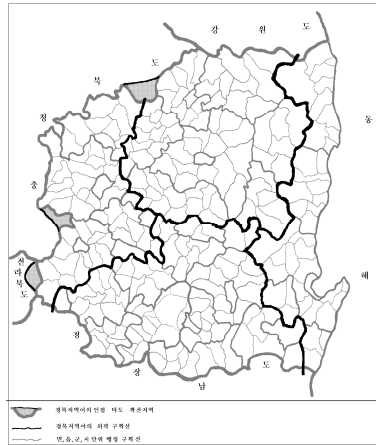 강 원 도
충 청 북 도
동 해
전 라 북 도
경 상 남 도
경북지역어의 인접 타도 확산지역
경북지역어의 외곽 구획선
면, 읍, 군, 시 단위 행정 구획선